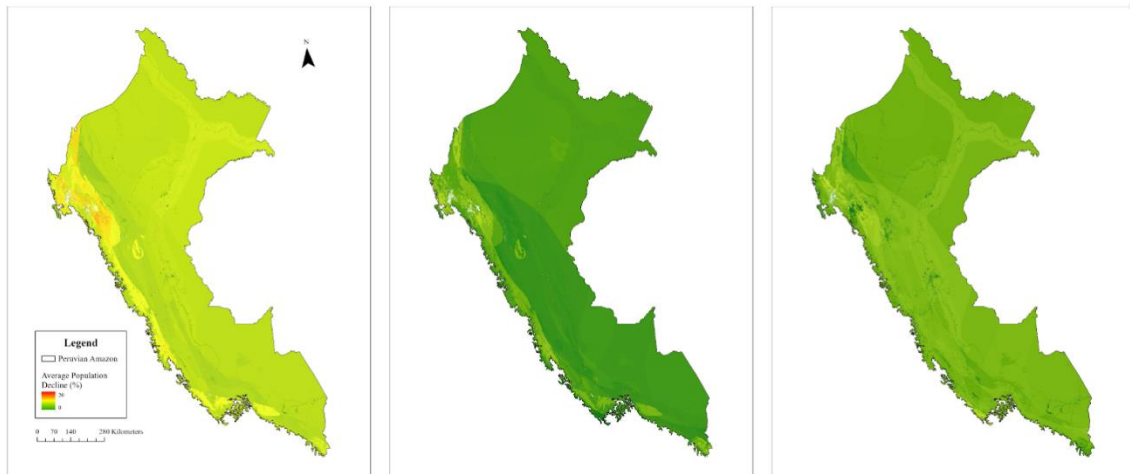 N
Legend
Peruvian Amazon
Average Population
Decline (%)
20
0
0 70 140 280 Kilometers